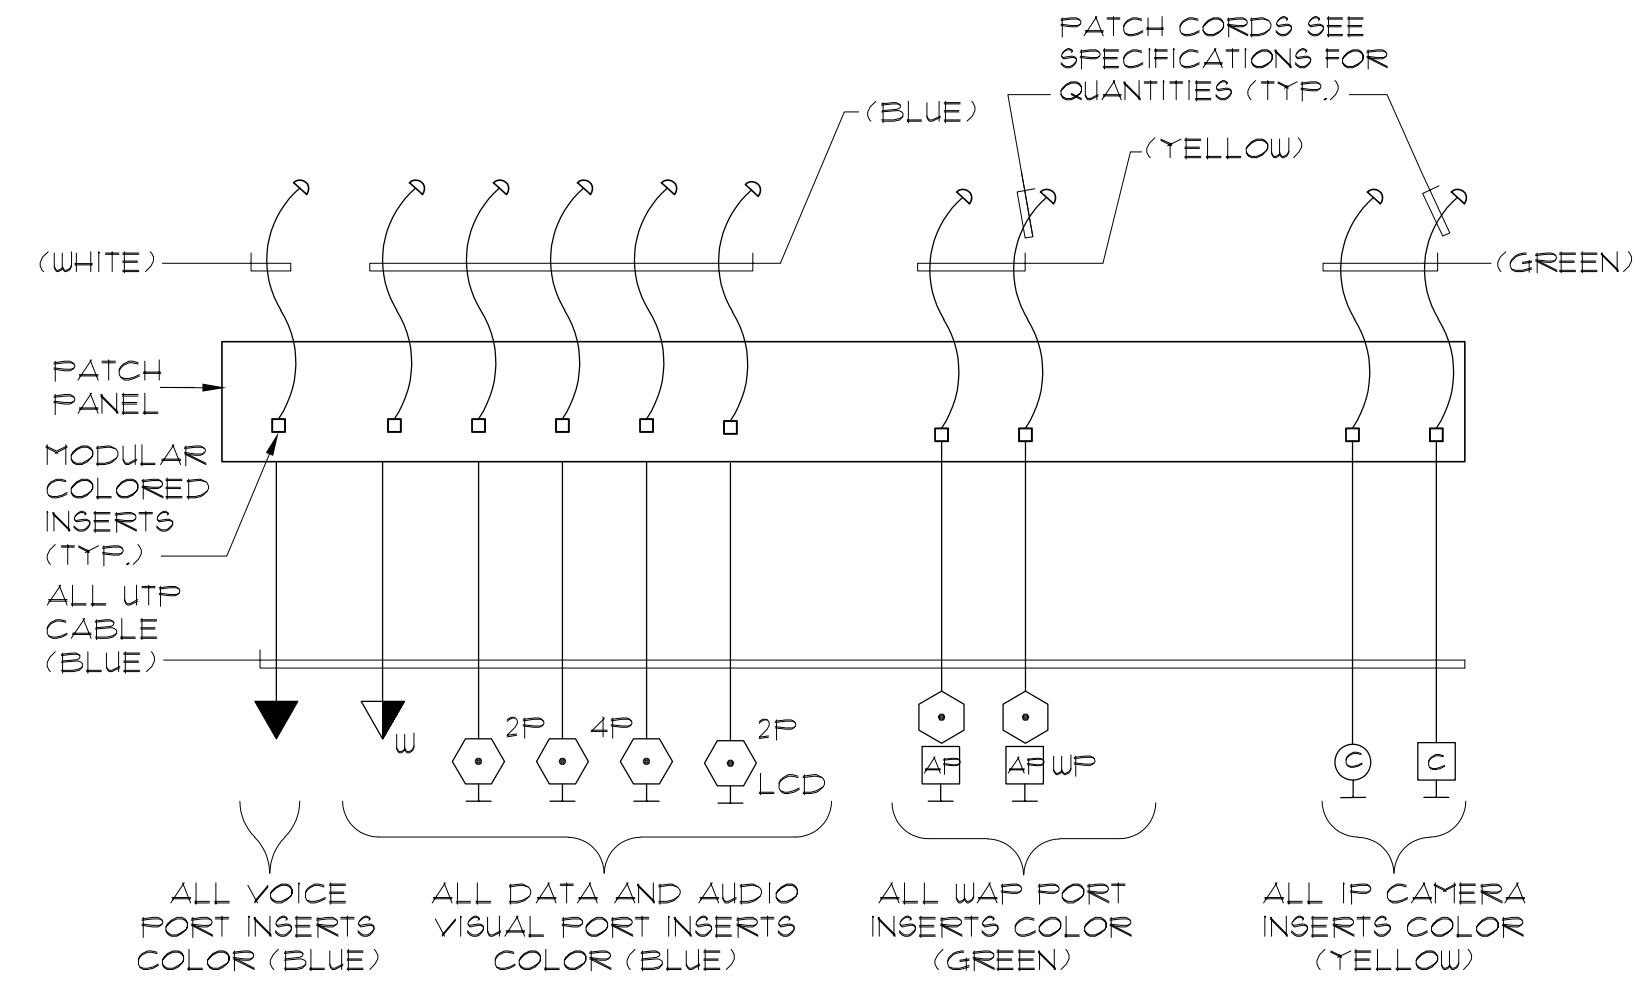 PATCH CORDS SEE
SPECIFICATIONS FOR
QUANTITIES (TYP.)
(BLUE)
(YELLOW)
(WHITE)
(GREEN)
PATCH
PANEL
MODULAR
COLORED
INSERTS
(TYP.)
ALL UTP
CABLE
(BLUE)
W
2P
4P
2P
LCD
AP
AP WP
C
C
ALL VOICE
PORT INSERTS
COLOR (BLUE)
ALL DATA AND AUDIO
VISUAL PORT INSERTS
COLOR (BLUE)
ALL WAP PORT
INSERTS COLOR
(GREEN)
ALL IP CAMERA
INSERTS COLOR
(YELLOW)